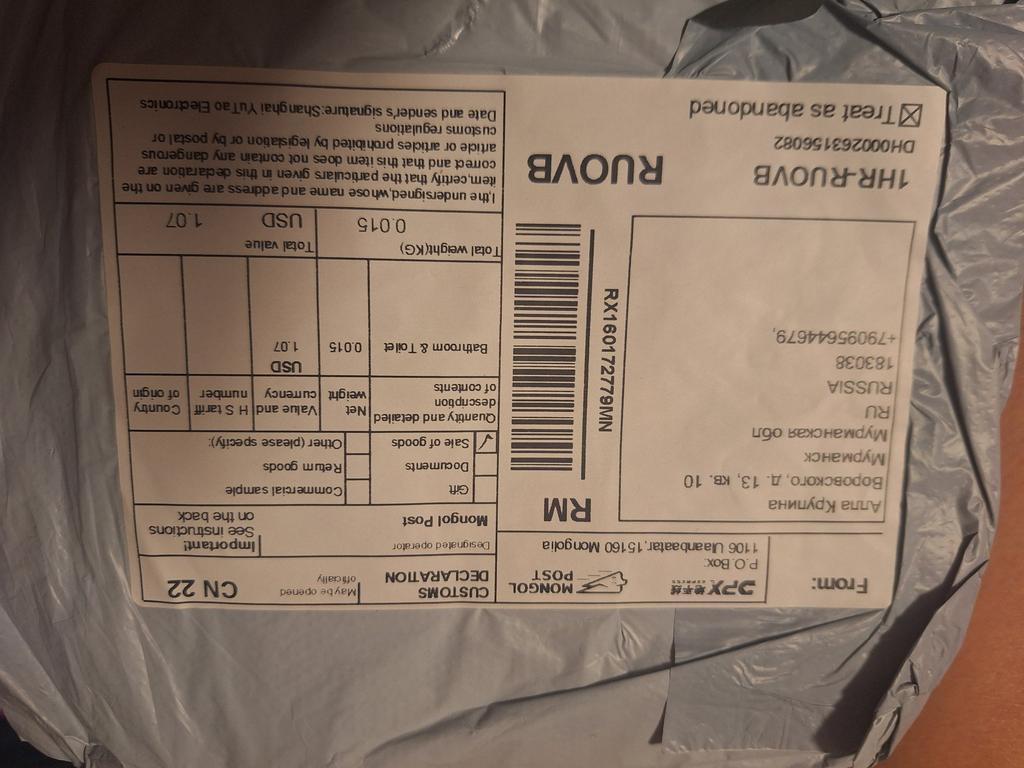 From:
DPX
EXPRESS
MONGOL
POST
P.O.Box:
1106 Ulaanbaatar,15160 Mongolia
Алла Крупина
Воровского, д. 13, кв. 10
Мурманск
Мурманская обл
RU
RUSSIA
183038
+79095644679,
RM
RX160172779MN
1HR-RUOVB
RUOVB
DH0002631156082
☒ Treat as abandoned
CUSTOMS
DECLARATION
Maybe opened
officially
CN 22
Designated operator
Mongol Post
Important!
See instructions
on the back
Gift
Commercial sample
Documents
Return goods
✓ Sale of goods
Other (please specify):
Quantity and detailed
description
of contents
Net
weight
Value and
currency
H S tariff
number
Country
of origin
Bathroom & Toilet
0.015
USD
1.07
Total weight(KG)
Total value
0.015
USD 1.07
I,the undersigned,whose name and address are given on the
item,certify that the particulars given in this declaration are
correct and that this item does not contain any dangerous
article or articles prohibited by legislation or by postal or
customs regulations
Date and sender's signature:Shanghai YuTao Electronics